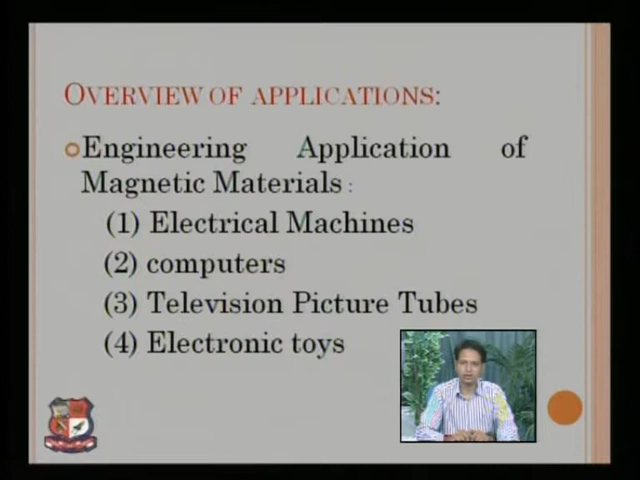 OVERVIEW OF APPLICATIONS:
Engineering Application of
Magnetic Materials :
(1) Electrical Machines
(2) computers
(3) Television Picture Tubes
(4) Electronic toys